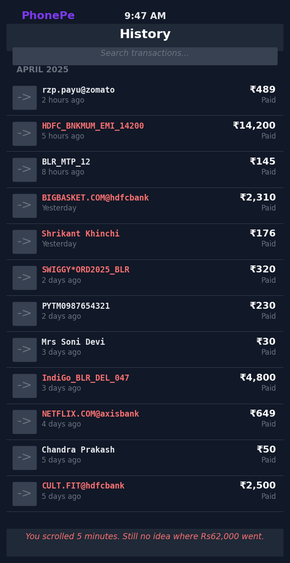 PhonePe
9:47 AM
History
Search transactions...
APRIL 2025
rzp.payu@zomato
₹489
2 hours ago
Paid
->
HDFC_BNKMUM_EMI_14200
₹14,200
5 hours ago
Paid
->
BLR_MTP_12
₹145
8 hours ago
Paid
->
BIGBASKET.COM@hdfcbank
₹2,310
Yesterday
Paid
->
Shrikant Khinchi
₹176
Yesterday
Paid
->
SWIGGY*ORD2025_BLR
₹320
2 days ago
Paid
->
PYTM0987654321
₹230
2 days ago
Paid
->
Mrs Soni Devi
₹30
3 days ago
Paid
->
IndiGo_BLR_DEL_047
₹4,800
3 days ago
Paid
->
NETFLIX.COM@axisbank
₹649
4 days ago
Paid
->
Chandra Prakash
₹50
5 days ago
Paid
->
CULT.FIT@hdfcbank
₹2,500
5 days ago
Paid
->
You scrolled 5 minutes. Still no idea where Rs62,000 went.